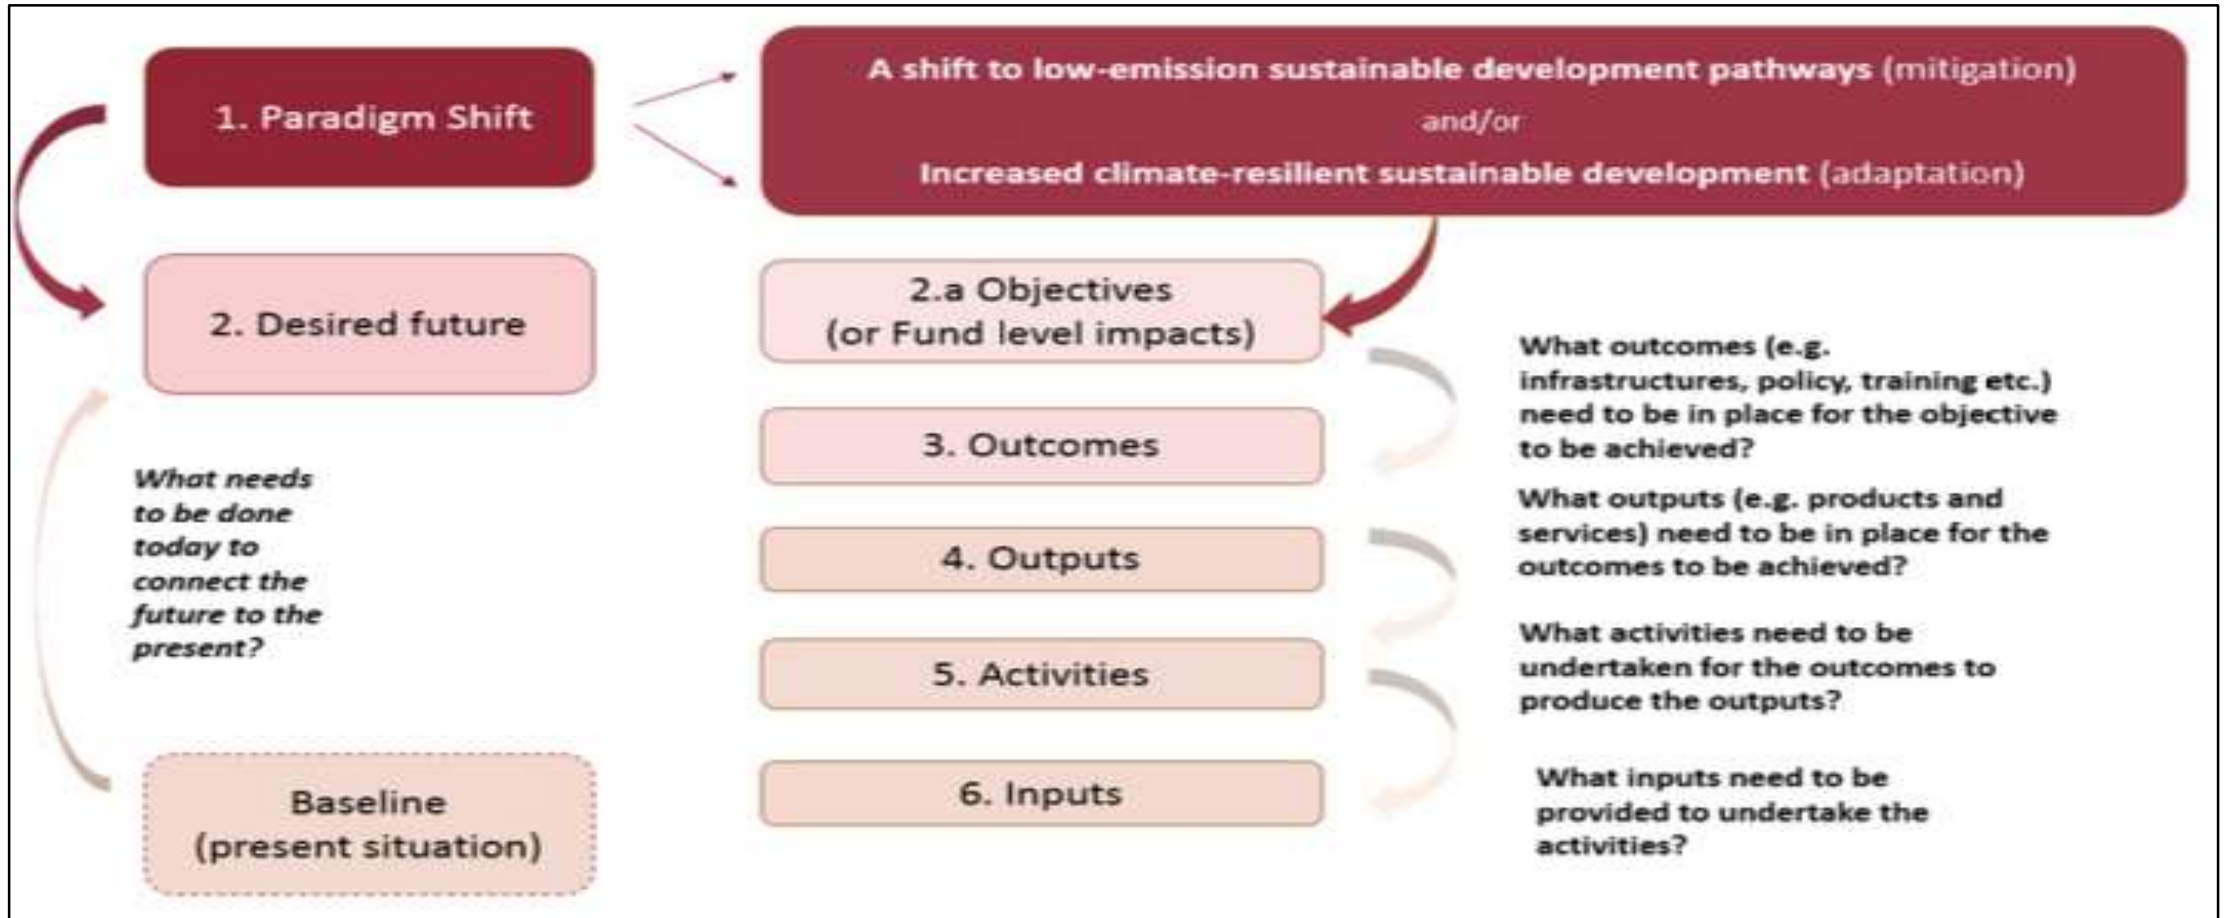 1. Paradigm Shift
A shift to low-emission sustainable development pathways (mitigation)
and/or
Increased climate-resilient sustainable development (adaptation)
2. Desired future
2.a Objectives
(or Fund level impacts)
What outcomes (e.g.
infrastructures, policy, training etc.)
need to be in place for the objective
to be achieved?
3. Outcomes
What needs
to be done
today to
connect the
future to the
present?
What outputs (e.g. products and
services) need to be in place for the
outcomes to be achieved?
4. Outputs
What activities need to be
undertaken for the outcomes to
produce the outputs?
5. Activities
Baseline
(present situation)
6. Inputs
What inputs need to be
provided to undertake the
activities?